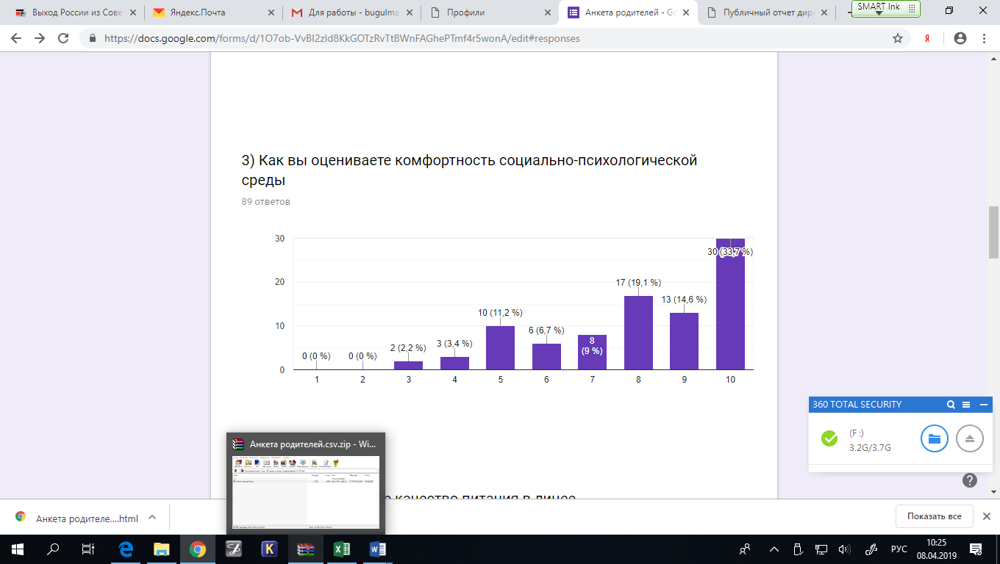 Выход России из Сове
Яндекс.Почта
Для работы - bugulma
Профили
Анкета родителей - Go
Публичный отчет дире
SMART Ink
https://docs.google.com/forms/d/1O7ob-VvBI2zld8KkGOTzRvTtBWnFAGhePTmf4r5wonA/edit#responses
3) Как вы оцениваете комфортность социально-психологической
среды
89 ответов
30
20
10
0
0 (0 %)
0 (0 %)
2 (2,2 %)
3 (3,4 %)
10 (11,2 %)
6 (6,7 %)
8
(9 %)
17 (19,1 %)
13 (14,6 %)
30 (33,7 %)
1 2 3 4 5 6 7 8 9 10
360 TOTAL SECURITY
(F:)
3.2G/3.7G
Анкета родителей.csv.zip - Wi...
качество питания в лицее
Анкета родителе....html
Показать все
РУС
10:25
08.04.2019